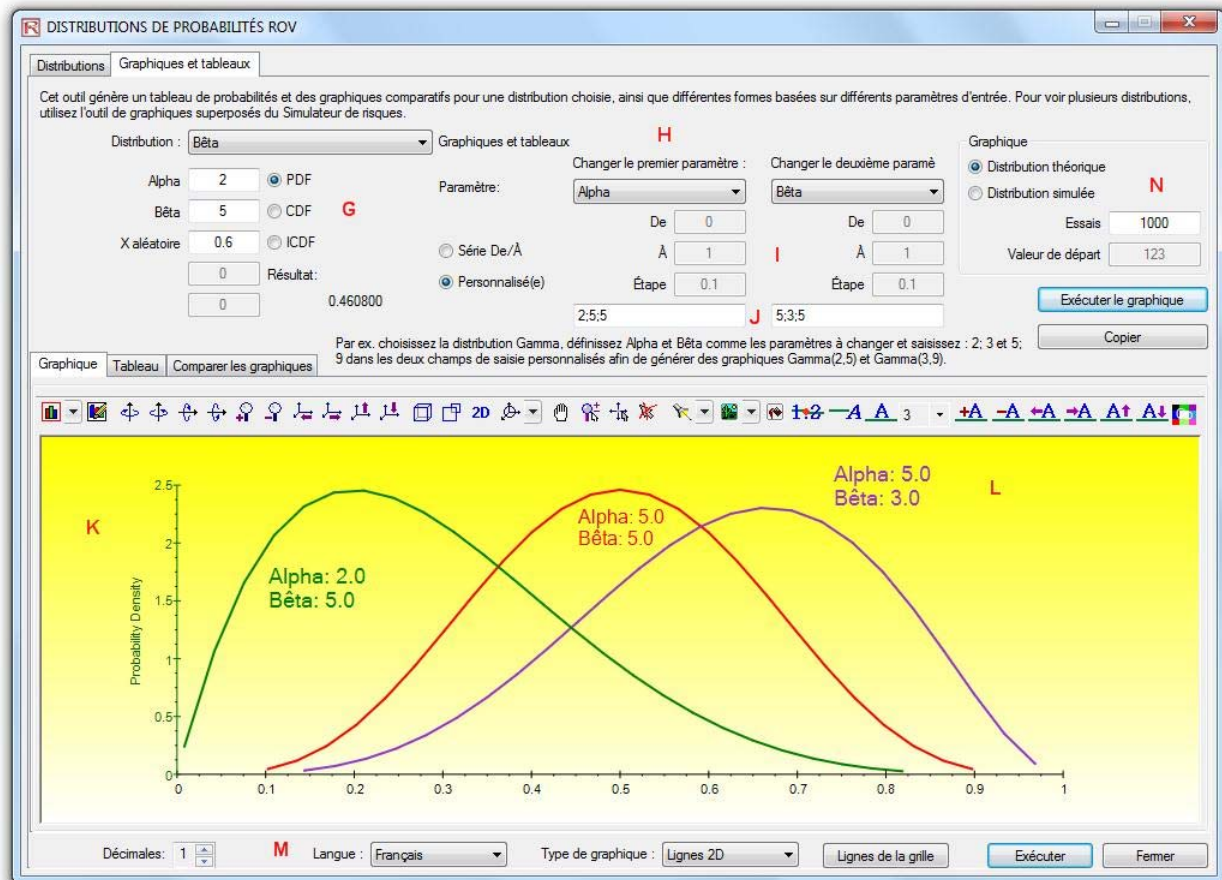 DISTRIBUTIONS DE PROBABILITÉS ROV
Distributions
Graphiques et tableaux
Cet outil génère un tableau de probabilités et des graphiques comparatifs pour une distribution choisie, ainsi que différentes formes basées sur différents paramètres d'entrée. Pour voir plusieurs distributions,
utilisez l'outil de graphiques superposés du Simulateur de risques.
Distribution : Bêta
Graphiques et tableaux
H
Graphique
Changer le premier paramètre :
Changer le deuxième paramè
Distribution théorique
Alpha 2 PDF
Paramètre:
Alpha
Bêta
Distribution simulée
N
Bêta 5 CDF
G
De 0
De 0
Essais 1000
X aléatoire 0.6 ICDF
Série De/À
À 1
I
À 1
Valeur de départ 123
0
Résultat:
Personnalisé(e)
Étape 0.1
Étape 0.1
0
0.460800
Exécuter le graphique
2;5;5
J
5;3;5
Copier
Par ex. choisissez la distribution Gamma, définissez Alpha et Bêta comme les paramètres à changer et saisissez : 2; 3 et 5;
9 dans les deux champs de saisie personnalisés afin de générer des graphiques Gamma(2,5) et Gamma(3,9).
Graphique
Tableau
Comparer les graphiques
2D
1 2
A
A
3
+A
-A
A
A
A
A
Alpha: 5.0
Bêta: 3.0
L
K
Alpha: 5.0
Bêta: 5.0
Alpha: 2.0
Bêta: 5.0
Probability Density
2.5
2
1.5
1
0.5
0
0 0.1 0.2 0.3 0.4 0.5 0.6 0.7 0.8 0.9 1
Décimales: 1
M
Langue : Français
Type de graphique : Lignes 2D
Lignes de la grille
Exécuter
Fermer